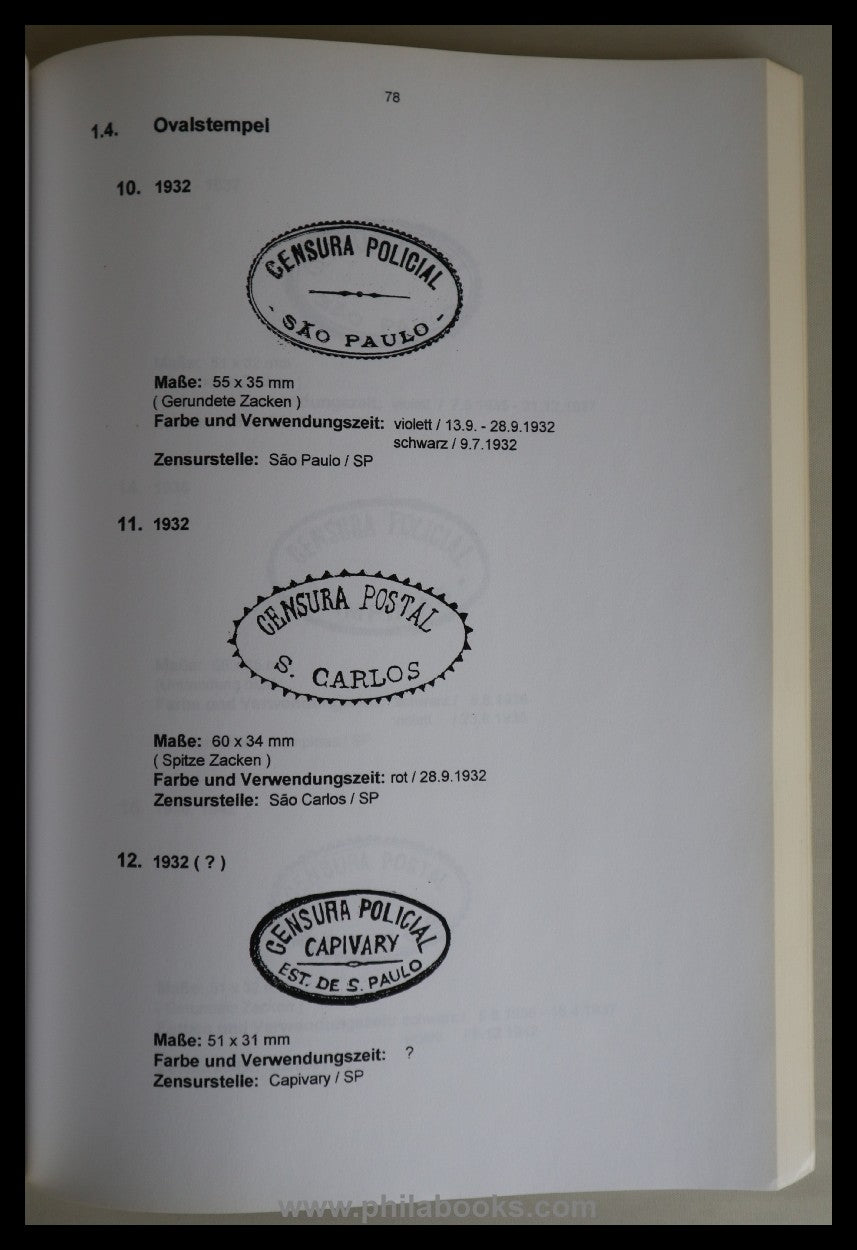 78
1.4. Ovalstempel
10. 1932
CENSURA POLICIAL
- SÃO PAULO -
Maße: 55 x 35 mm
( Gerundete Zacken )
Farbe und Verwendungszeit: violett / 13.9. - 28.9.1932
schwarz / 9.7.1932
Zensurstelle: São Paulo / SP
11. 1932
CENSURA POSTAL
S. CARLOS
Maße: 60 x 34 mm
( Spitze Zacken )
Farbe und Verwendungszeit: rot / 28.9.1932
Zensurstelle: São Carlos / SP
12. 1932 ( ? )
CENSURA POLICIAL
CAPIVARY
EST. DE S. PAULO
Maße: 51 x 31 mm
Farbe und Verwendungszeit: ?
Zensurstelle: Capivary / SP
www.philabooks.com